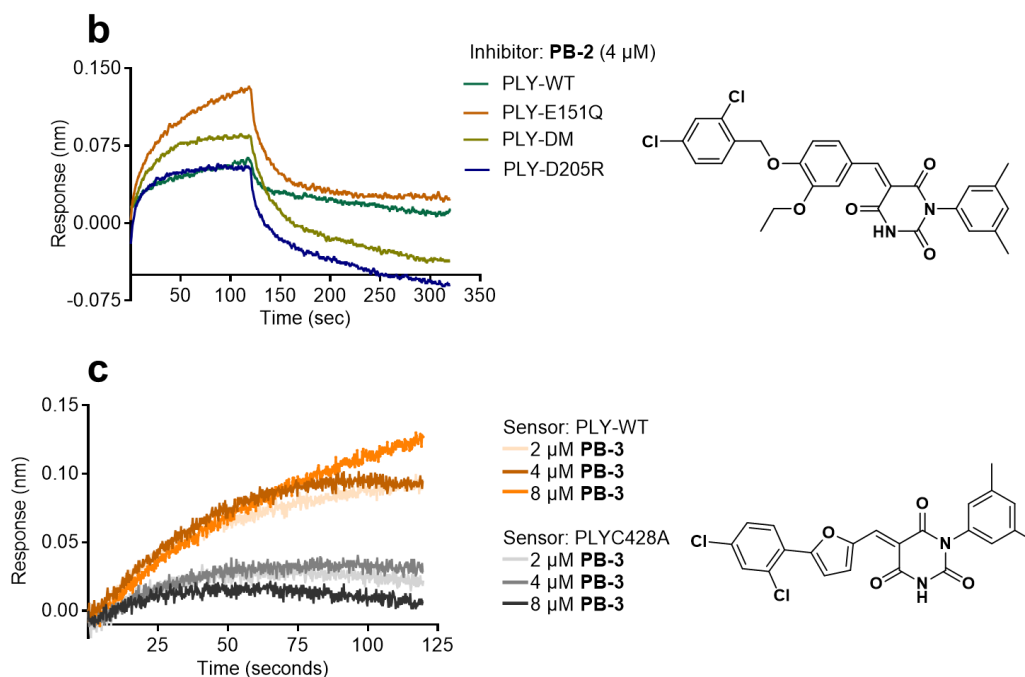 b
Inhibitor: PB-2 (4 µM)
PLY-WT
PLY-E151Q
PLY-DM
PLY-D205R
Response (nm)
0.150
0.075
0.000
-0.075
50 100 150 200 250 300 350
Time (sec)
Cl
Cl
O
O
O
O
N
NH
O
c
Response (nm)
0.15
0.10
0.05
0.00
25 50 75 100 125
Time (seconds)
Sensor: PLY-WT
2 µM PB-3
4 µM PB-3
8 µM PB-3
Sensor: PLYC428A
2 µM PB-3
4 µM PB-3
8 µM PB-3
O
O
Cl
N
Cl
O
N
H
O